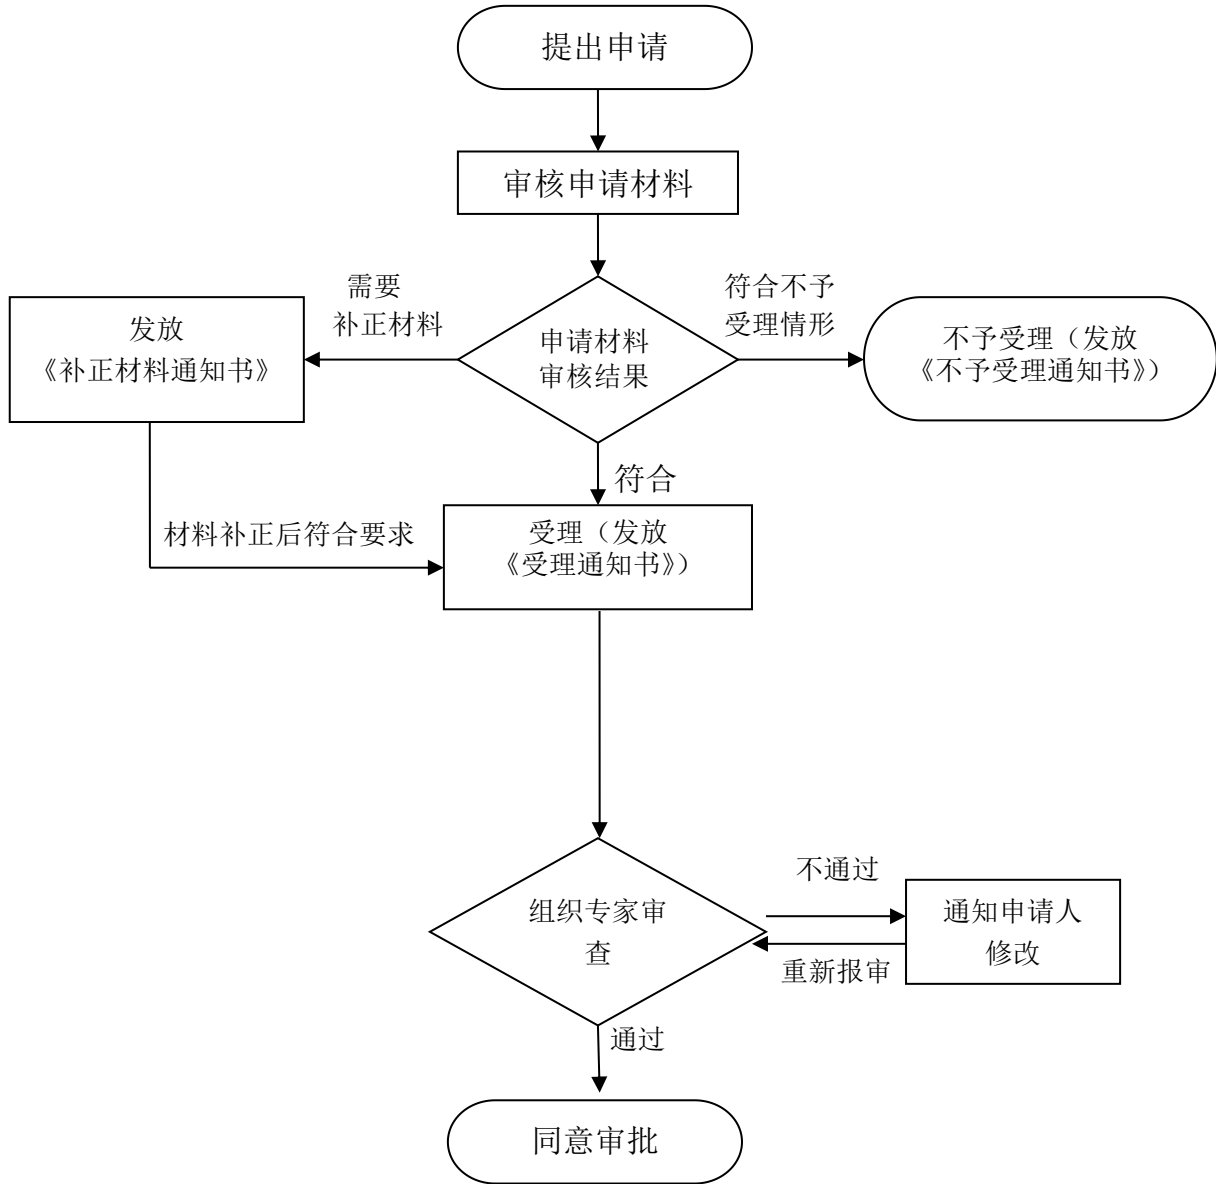 提出申请
审核申请材料
需要
补正材料
符合不予
受理情形
发放
《补正材料通知书》
申请材料
审核结果
不予受理（发放
《不予受理通知书》）
符合
材料补正后符合要求
受理（发放
《受理通知书》）
不通过
组织专家审
查
通知申请人
修改
重新报审
通过
同意审批